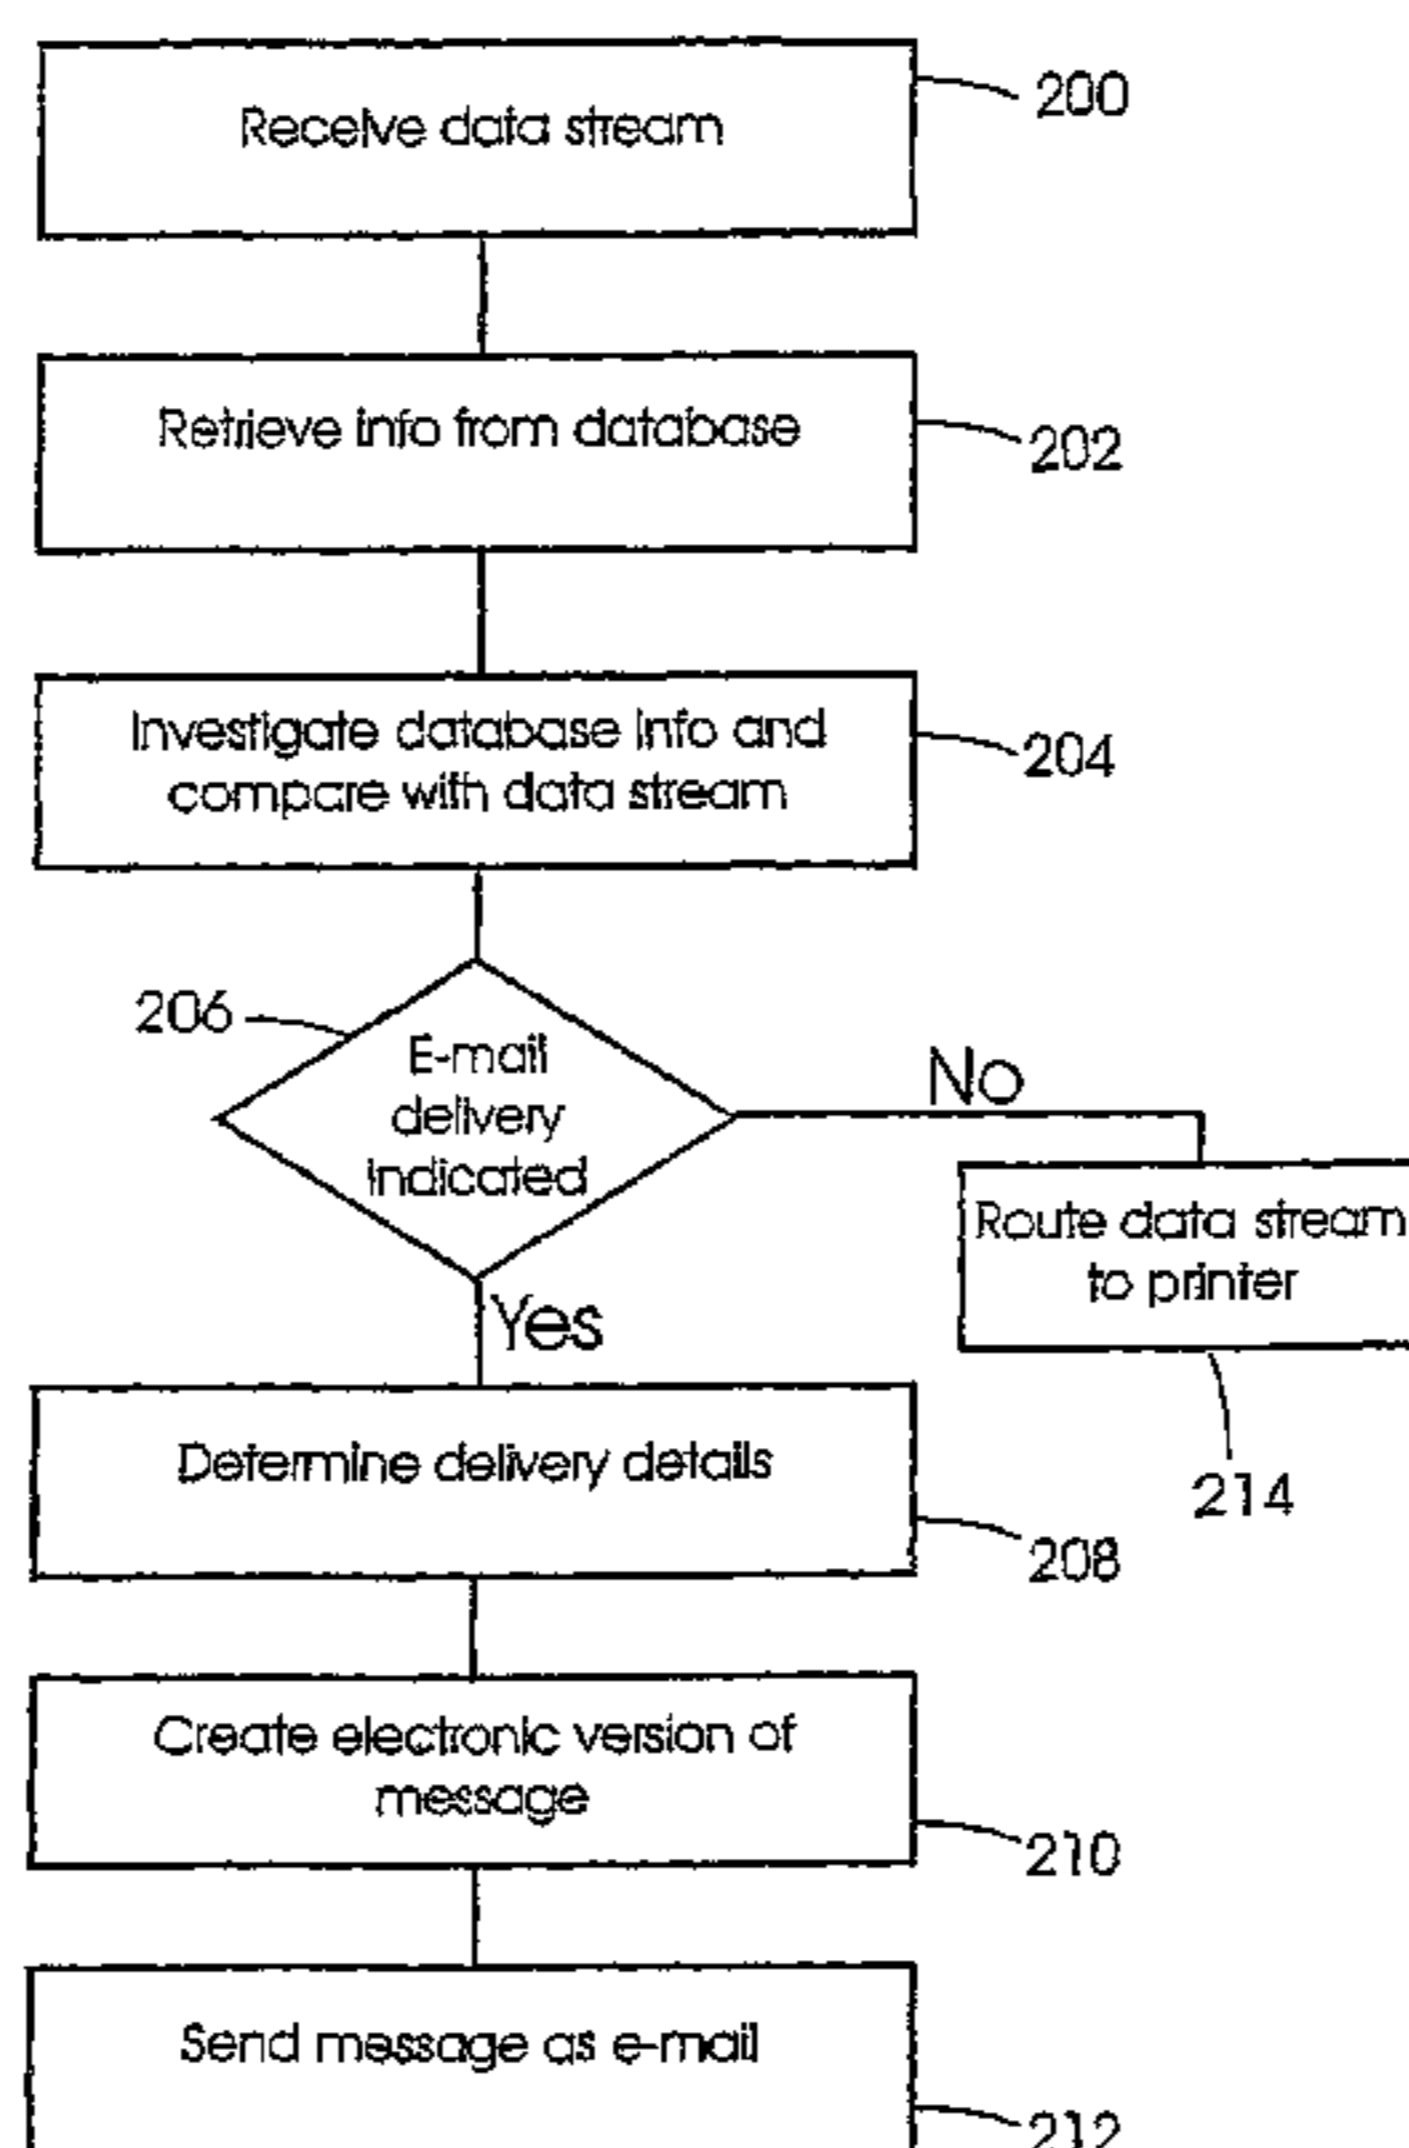 Receive data stream
200
Retrieve info from database
202
Investigate database info and
compare with data stream
204
206
E-mail
delivery
indicated
No
Route data stream
to printer
214
Yes
Determine delivery details
208
Create electronic version of
message
210
Send message as e-mail
212